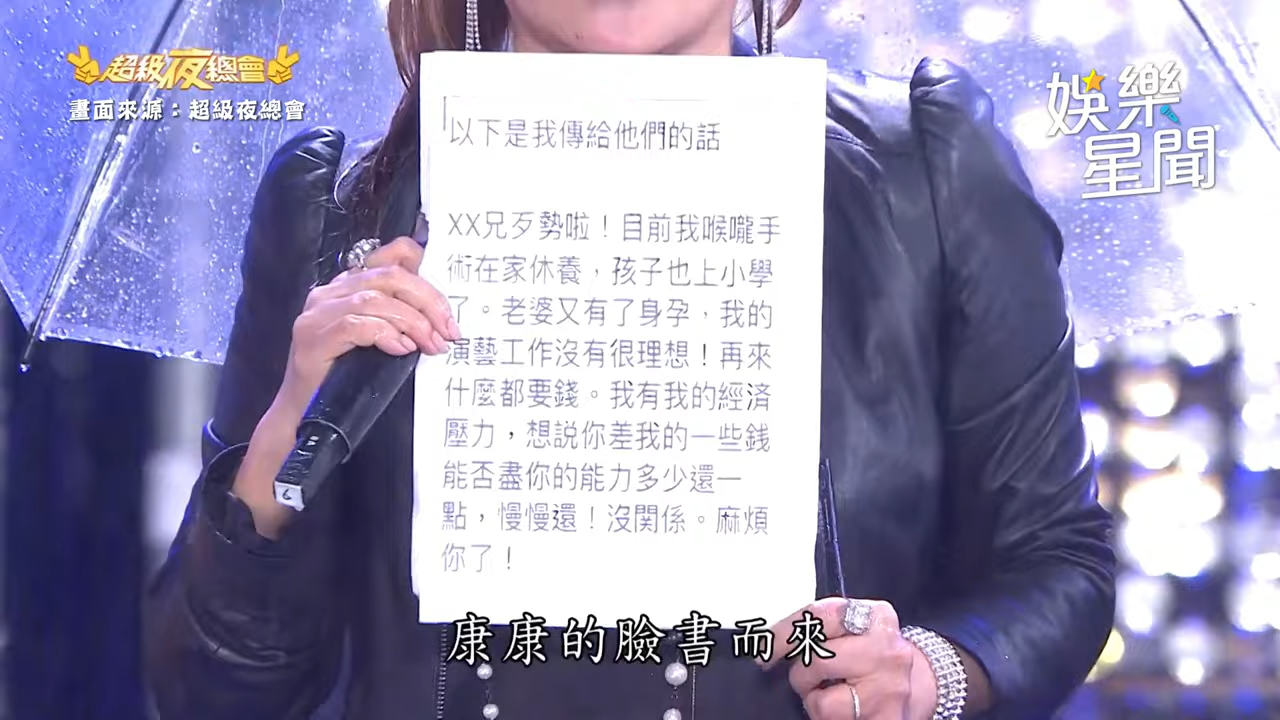 超級夜總會
畫面來源：超級夜總會
娛樂
星聞
以下是我傳給他們的話
XX兄歹勢啦！目前我喉嚨手
術在家休養，孩子也上小學
了。老婆又有了身孕，我的
演藝工作沒有很理想！再來
什麼都要錢。我有我的經済
壓力，想説你差我的一些銭
能否盡你的能力多少還一
點，慢慢還！沒関係。麻煩
你了！
6
康康的臉書而來